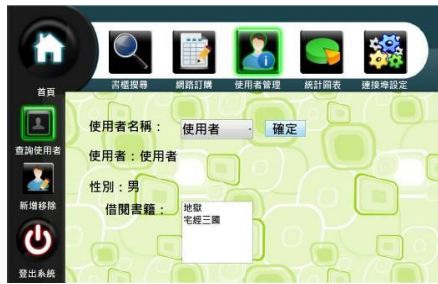 首頁
書櫃搜尋
網路訂購
使用者管理
統計圖表
連接埠設定
查詢使用者
新增移除
登出系統
使用者名稱：
使用者
確定
使用者：使用者
性別：男
借閱書籍：
地獄
宅經三國